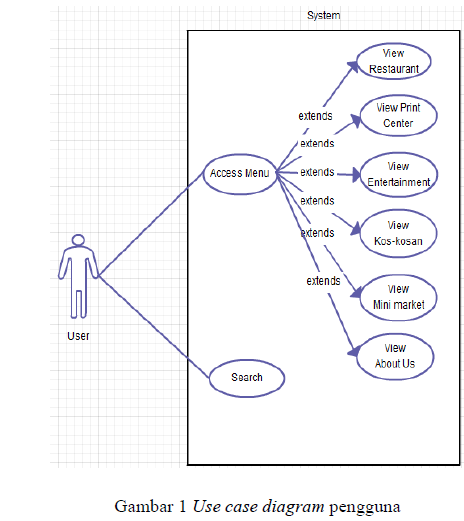 System
View
Restaurant
extends
View Print
Center
extends
Access Menu
extends
View
Entertainment
extends
View
Kos-kosan
extends
extends
View
Mini market
User
View
About Us
Search
Gambar 1 Use case diagram pengguna